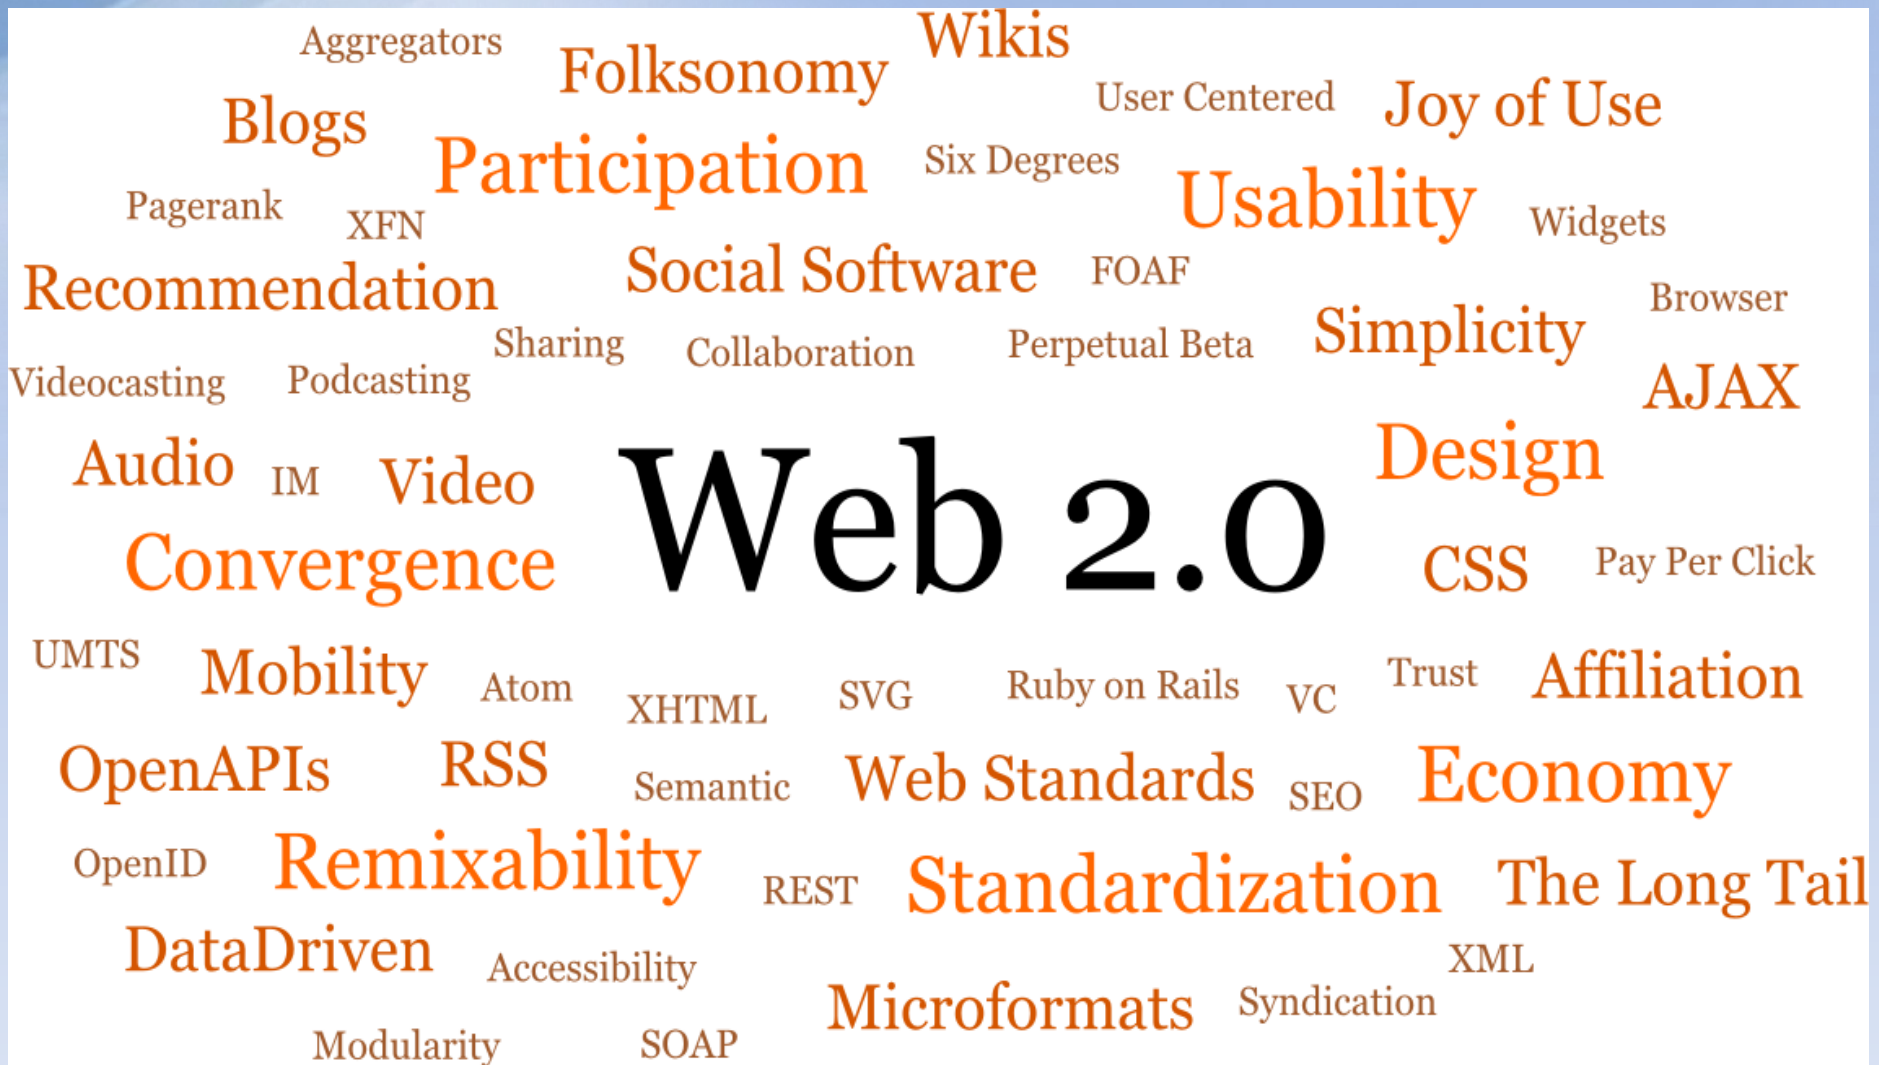 Wikis
Aggregators
Folksonomy
User Centered
Joy of Use
Blogs
Participation
Six Degrees
Usability
Pagerank
XFN
Widgets
Recommendation
Social Software
FOAF
Browser
Sharing
Collaboration
Perpetual Beta
Simplicity
Videocasting
Podcasting
AJAX
Audio
IM
Video
Web 2.0
Design
Convergence
CSS
Pay Per Click
UMTS
Mobility
Atom
XHTML
SVG
Ruby on Rails
VC
Trust
Affiliation
OpenAPIs
RSS
Semantic
Web Standards
SEO
Economy
OpenID
Remixability
REST
Standardization
The Long Tail
DataDriven
Accessibility
XML
Microformats
Syndication
Modularity
SOAP